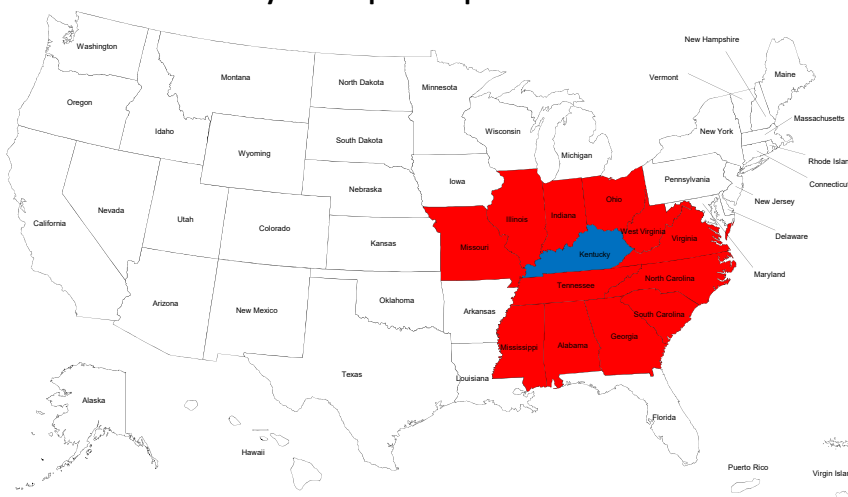 New Hampshire
Washington
Vermont
Maine
Montana
North Dakota
Minnesota
Oregon
Massachusetts
Idaho
South Dakota
Wisconsin
New York
Wyoming
Michigan
Rhode Islan
Iowa
Pennsylvania
Connecticut
Nebraska
Ohio
New Jersey
Illinois
Indiana
California
Nevada
Utah
Colorado
West Virginia
Virginia
Delaware
Kansas
Missouri
Kentucky
Maryland
North Carolina
Tennessee
Arizona
New Mexico
Oklahoma
Arkansas
South Carolina
Georgia
Mississippi
Alabama
Texas
Louisiana
Alaska
Florida
Hawaii
Puerto Rico
Virgin Islan